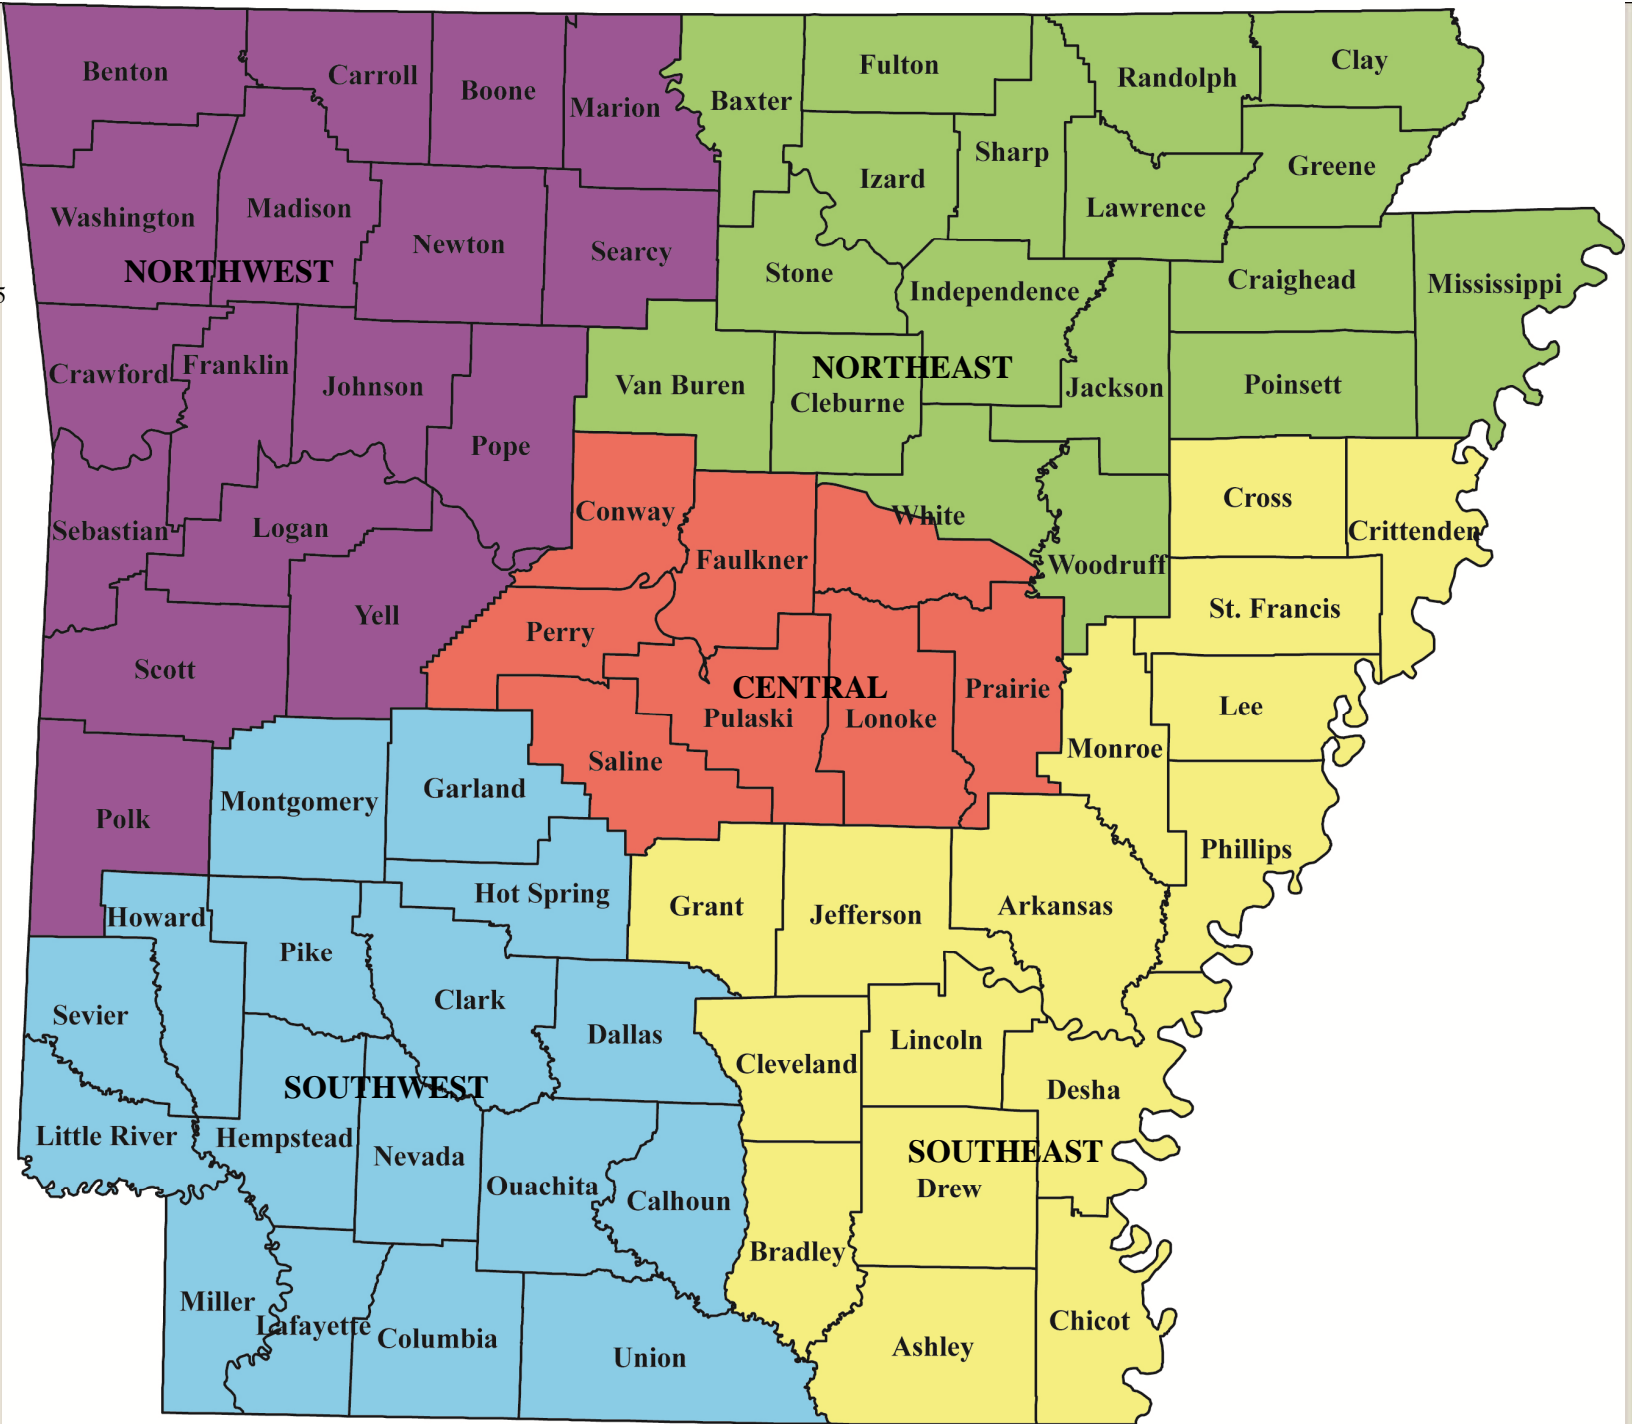 Benton
Carroll
Boone
Marion
Baxter
Fulton
Randolph
Clay
Sharp
Izard
Greene
Lawrence
Washington
Madison
Newton
Searcy
NORTHWEST
Stone
Independence
Craighead
Mississippi
5
Crawford
Franklin
Johnson
Van Buren
NORTHEAST
Cleburne
Jackson
Poinsett
Pope
Conway
White
Cross
Crittenden
Sebastian
Logan
Faulkner
Woodruff
St. Francis
Yell
Perry
Scott
CENTRAL
Prairie
Pulaski
Lonoke
Lee
Monroe
Saline
Garland
Montgomery
Polk
Phillips
Hot Spring
Grant
Jefferson
Arkansas
Howard
Pike
Clark
Sevier
Dallas
Lincoln
Cleveland
Desha
SOUTHWEST
Little River
Hempstead
Nevada
SOUTHEAST
Drew
Ouachita
Calhoun
Bradley
Miller
Lafayette
Columbia
Union
Ashley
Chicot